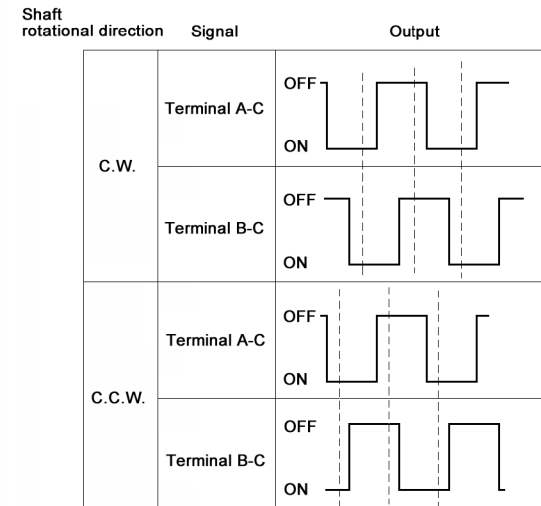 Shaft
rotational direction Signal Output
C.W.
Terminal A-C
OFF
ON
Terminal B-C
OFF
ON
C.C.W.
Terminal A-C
OFF
ON
Terminal B-C
OFF
ON